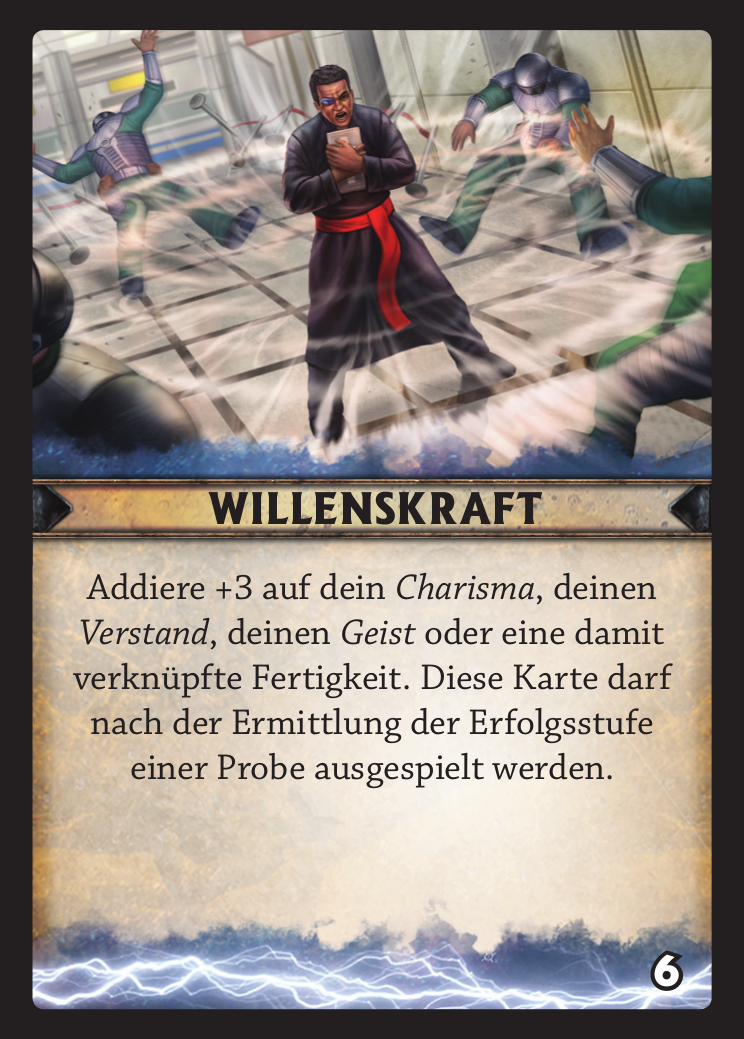 WILLENSKRAFT
Addiere +3 auf dein Charisma, deinen
Verstand, deinen Geist oder eine damit
verknüpfte Fertigkeit. Diese Karte darf
nach der Ermittlung der Erfolgsstufe
einer Probe ausgespielt werden.
6